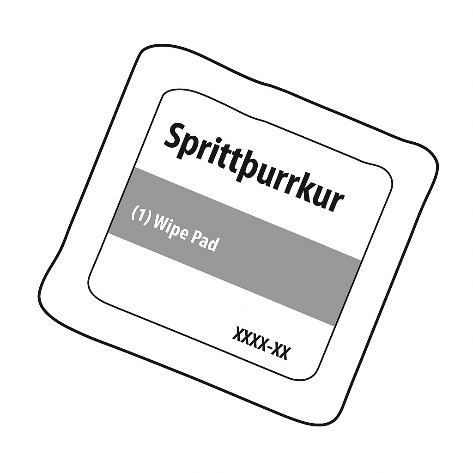 Sprittþurrkur
(1) Wipe Pad
XXXX-XX